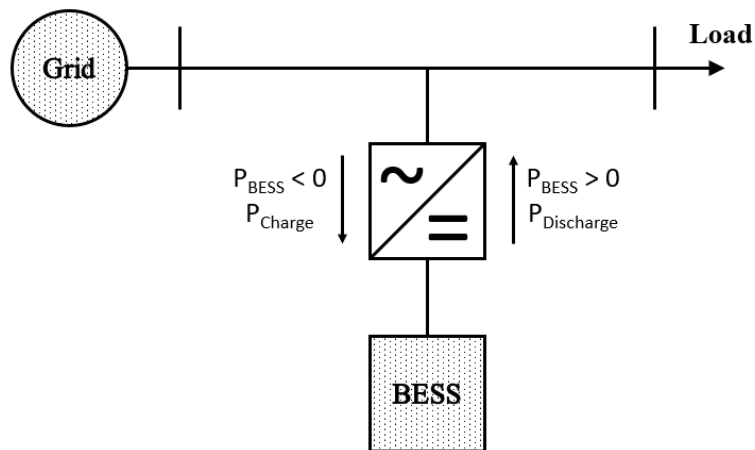 Load
Grid
P_BESS < 0
P_Charge
P_BESS > 0
P_Discharge
BESS